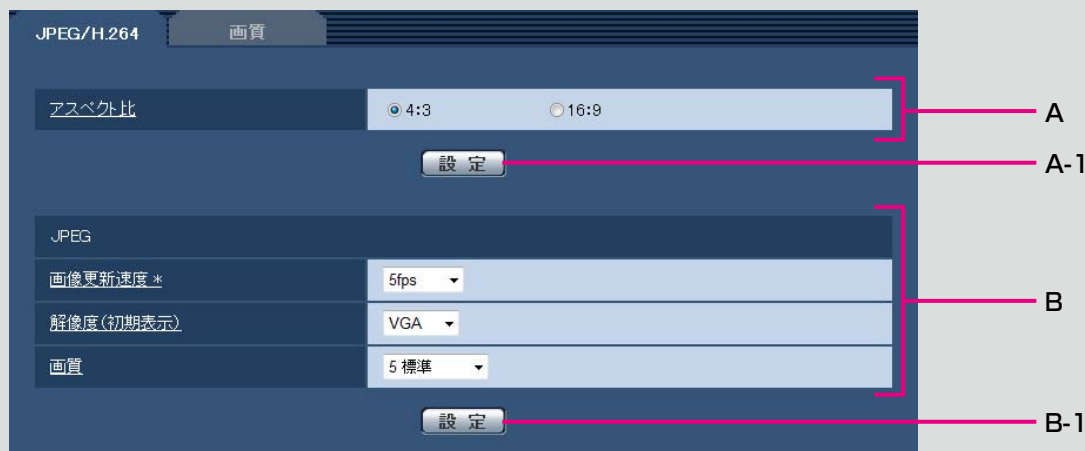 JPEG/H.264 画質
アスペクト比 4:3 16:9 A
設 定 A-1
JPEG
画像更新速度 * 5fps
解像度(初期表示) VGA B
画質 5 標準
設 定 B-1